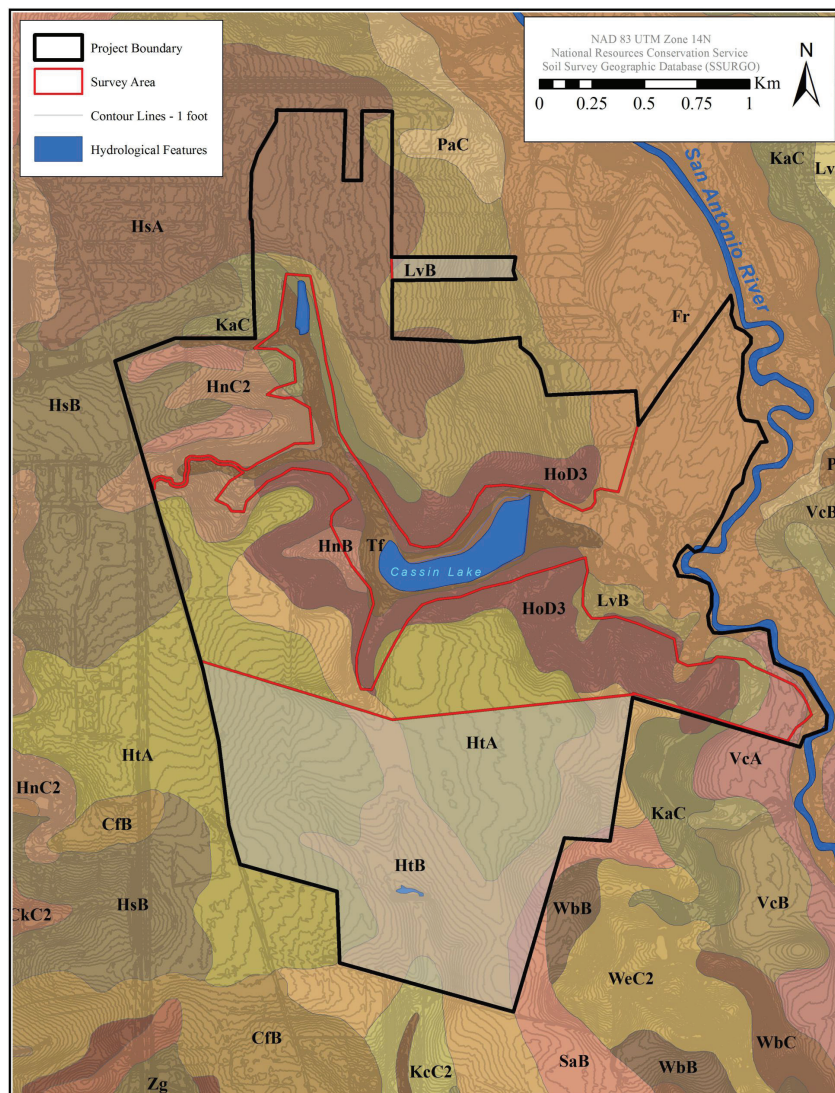 Project Boundary
Survey Area
Contour Lines - 1 foot
Hydrological Features
NAD 83 UTM Zone 14N
National Resources Conservation Service
Soil Survey Geographic Database (SSURGO)
Km
0 0.25 0.5 0.75 1
N
PaC
KaC
Lv
HsA
San Antonio River
LvB
Fr
KaC
HnC2
HsB
HoD3
P
VcB
HnB
Tf
Cassin Lake
HoD3
LvB
HtA
HtA
VcA
HnC2
KaC
CfB
HtB
HsB
WbB
VcB
CkC2
WeC2
CfB
WbC
SaB
WbB
KcC2
Zg